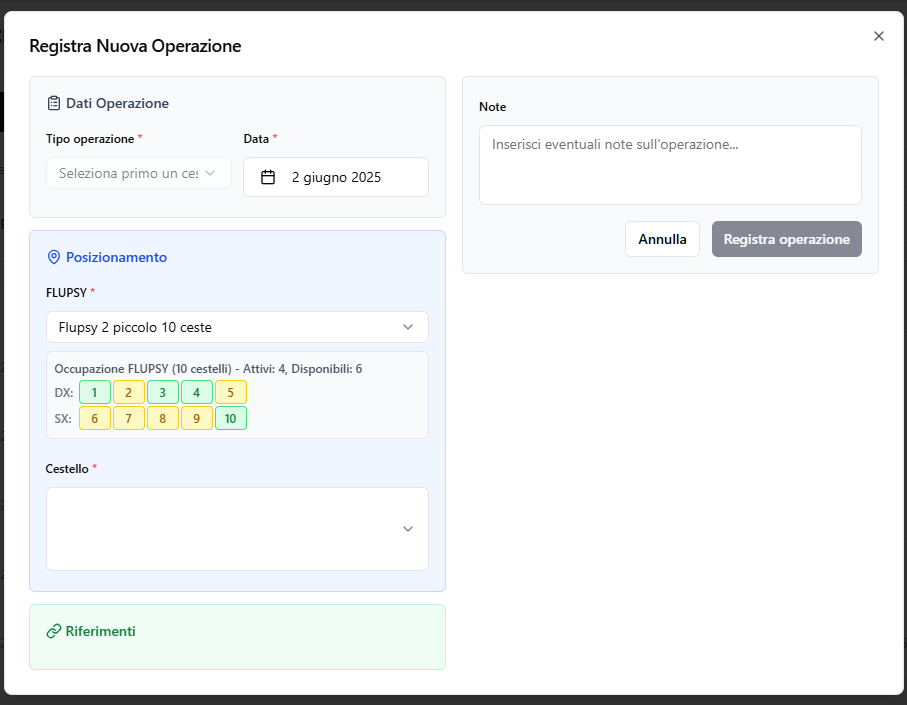 Registra Nuova Operazione
Dati Operazione
Tipo operazione *
Data *
Seleziona primo un ces
2 giugno 2025
Posizionamento
FLUPSY *
Flupsy 2 piccolo 10 ceste
Occupazione FLUPSY (10 cestelli) - Attivi: 4, Disponibili: 6
DX: 1 2 3 4 5
SX: 6 7 8 9 10
Cestello *
Riferimenti
Note
Inserisci eventuali note sull'operazione...
Annulla
Registra operazione